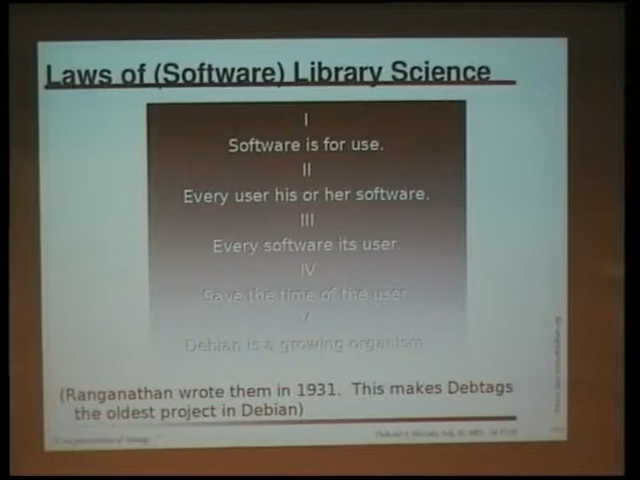 Laws of (Software) Library Science
I
Software is for use.
II
Every user his or her software.
III
Every software its user.
IV
Save the time of the user
Debian is a growing organism
(Ranganathan wrote them in 1931. This makes Debtags
the oldest project in Debian)